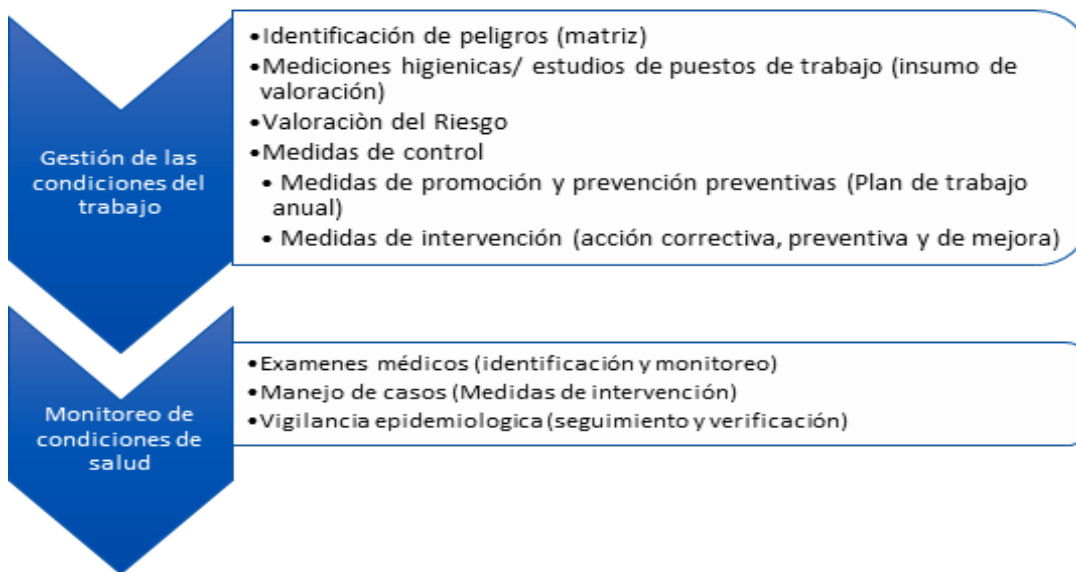 Gestión de las
condiciones del
trabajo
•Identificación de peligros (matriz)
•Mediciones higienicas/ estudios de puestos de trabajo (insumo de
valoración)
•Valoraciòn del Riesgo
•Medidas de control
• Medidas de promoción y prevención preventivas (Plan de trabajo
anual)
• Medidas de intervención (acción correctiva, preventiva y de mejora)
Monitoreo de
condiciones de
salud
•Examenes médicos (identificación y monitoreo)
•Manejo de casos (Medidas de intervención)
•Vigilancia epidemiologica (seguimiento y verificación)